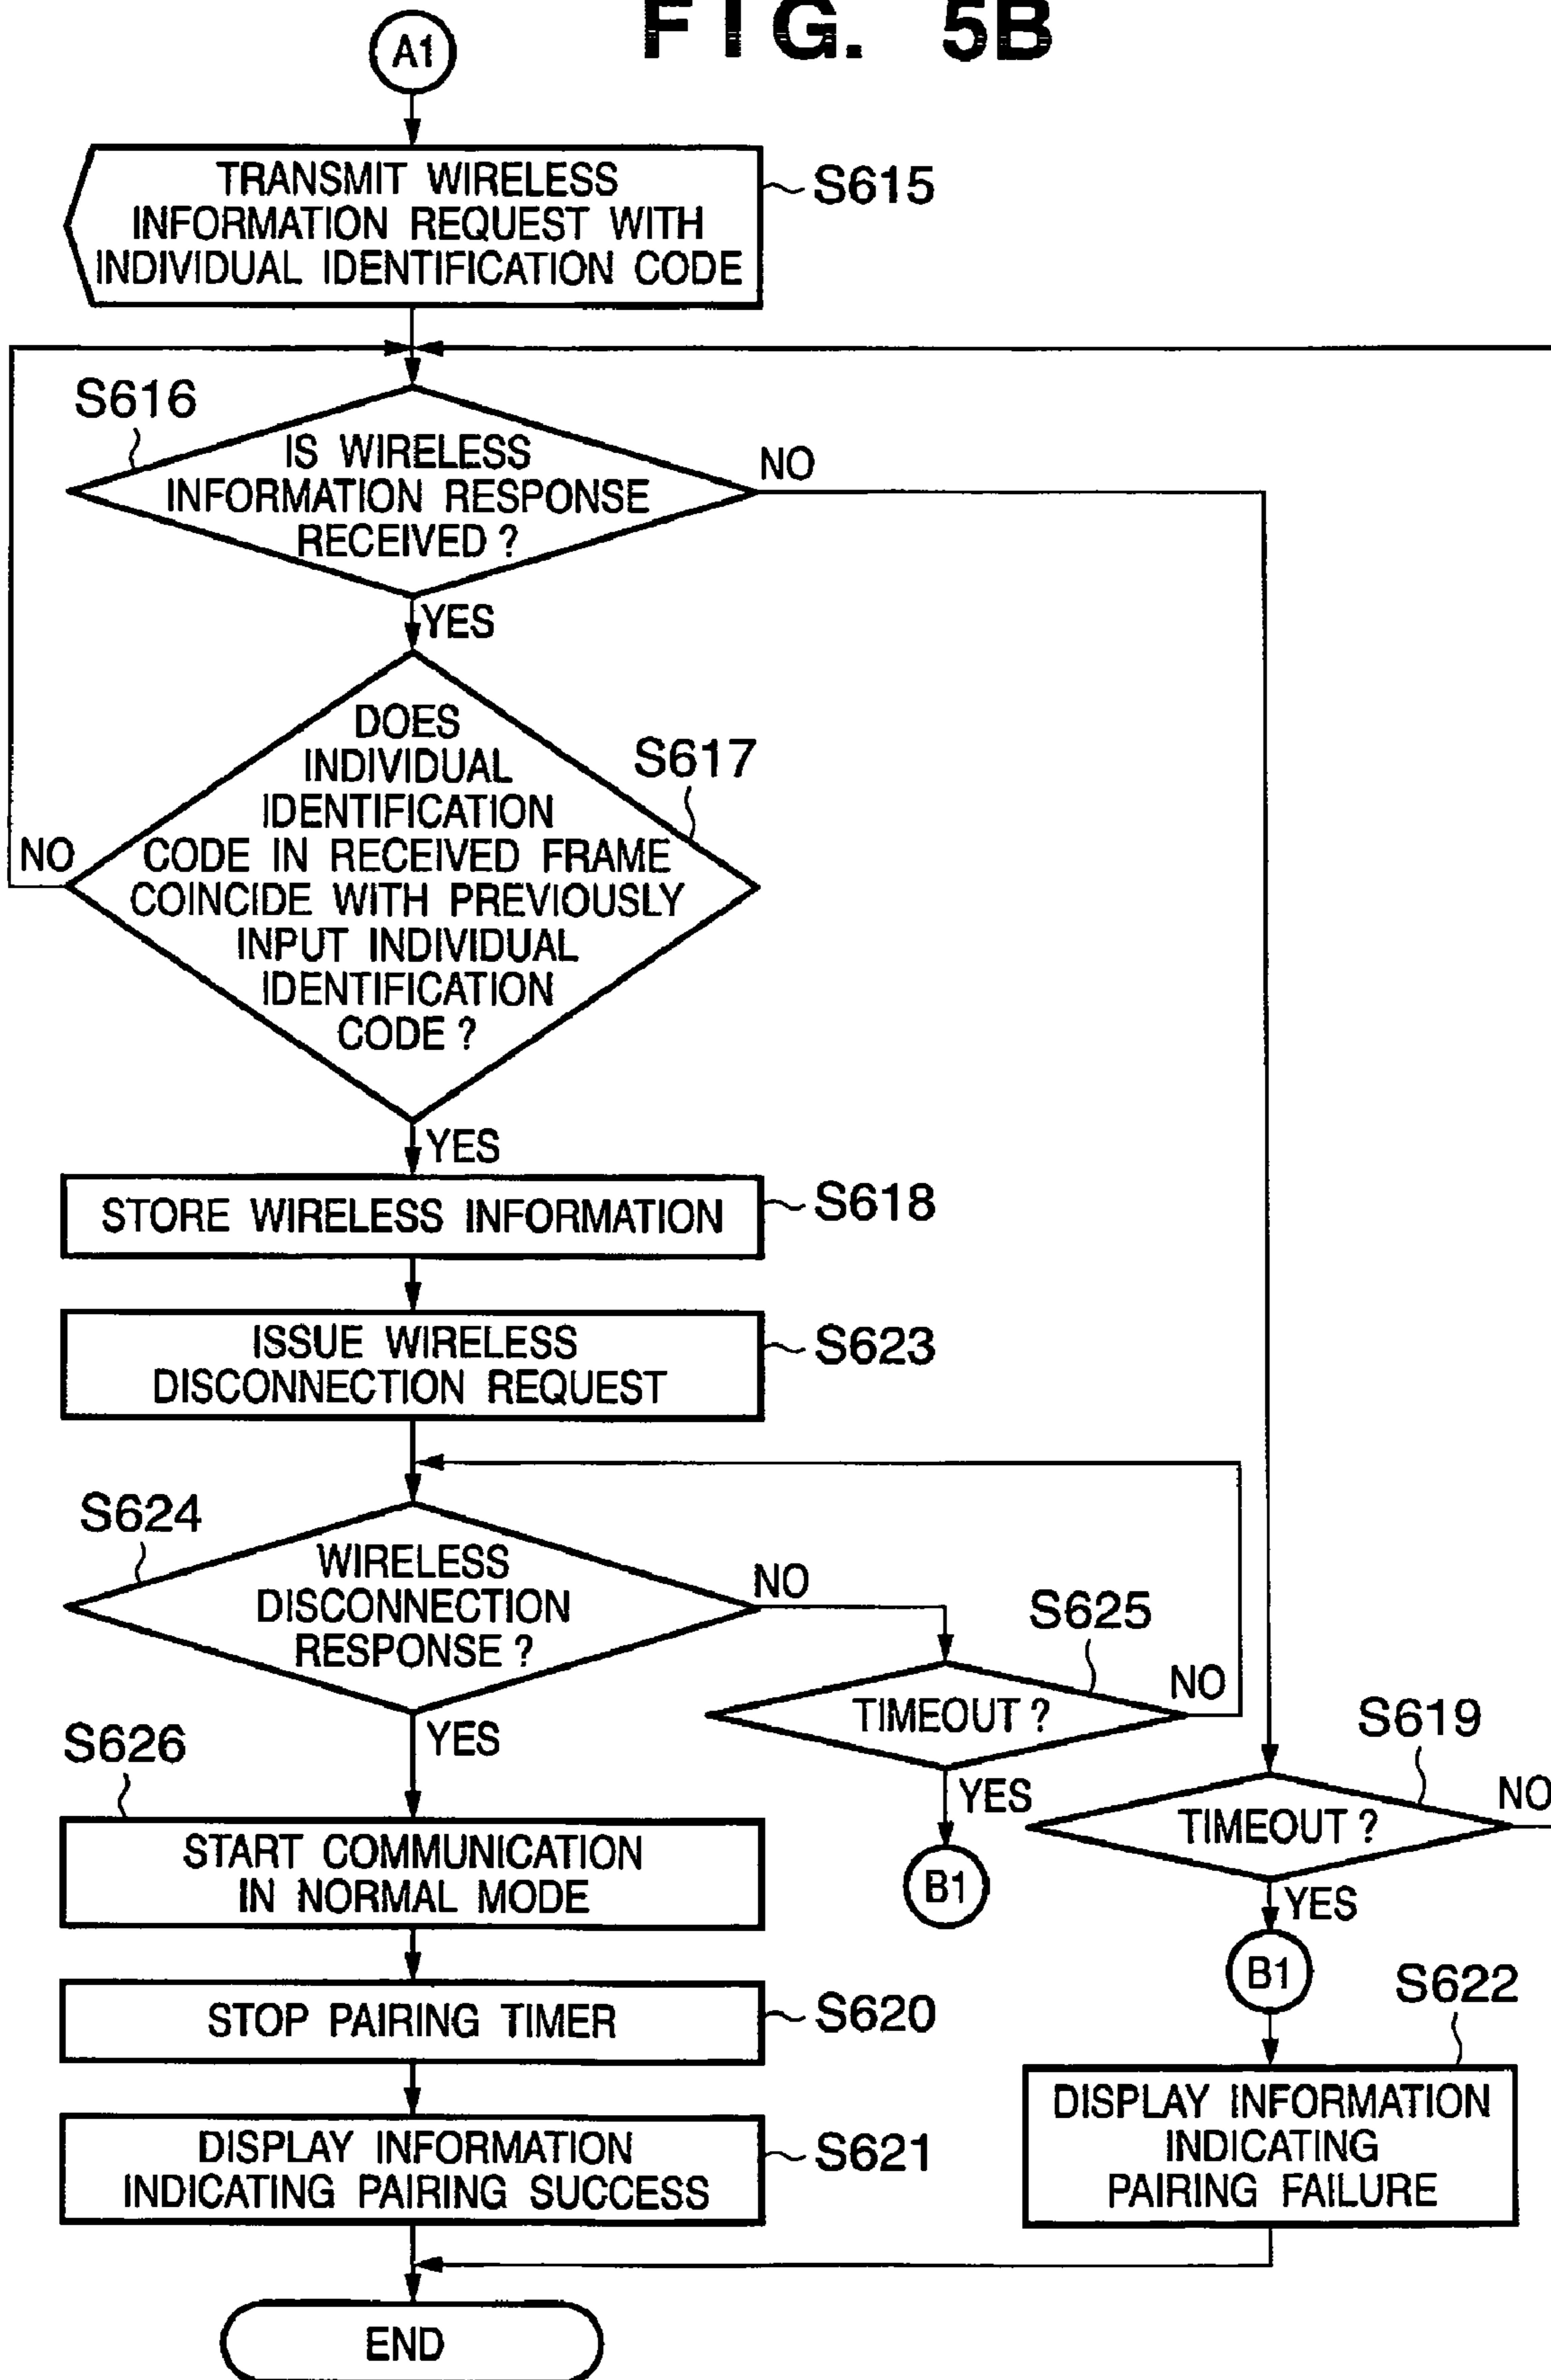 FIG. 5B
A1
TRANSMIT WIRELESS
INFORMATION REQUEST WITH
INDIVIDUAL IDENTIFICATION CODE
S615
S616
IS WIRELESS
INFORMATION RESPONSE
RECEIVED ?
NO
YES
DOES
INDIVIDUAL
IDENTIFICATION
CODE IN RECEIVED FRAME
COINCIDE WITH PREVIOUSLY
INPUT INDIVIDUAL
IDENTIFICATION
CODE ?
S617
NO
YES
STORE WIRELESS INFORMATION
S618
ISSUE WIRELESS
DISCONNECTION REQUEST
S623
S624
WIRELESS
DISCONNECTION
RESPONSE ?
NO
YES
S625
TIMEOUT ?
NO
YES
B1
S619
TIMEOUT ?
NO
YES
B1
S626
START COMMUNICATION
IN NORMAL MODE
STOP PAIRING TIMER
S620
DISPLAY INFORMATION
INDICATING PAIRING SUCCESS
S621
S622
DISPLAY INFORMATION
INDICATING
PAIRING FAILURE
END